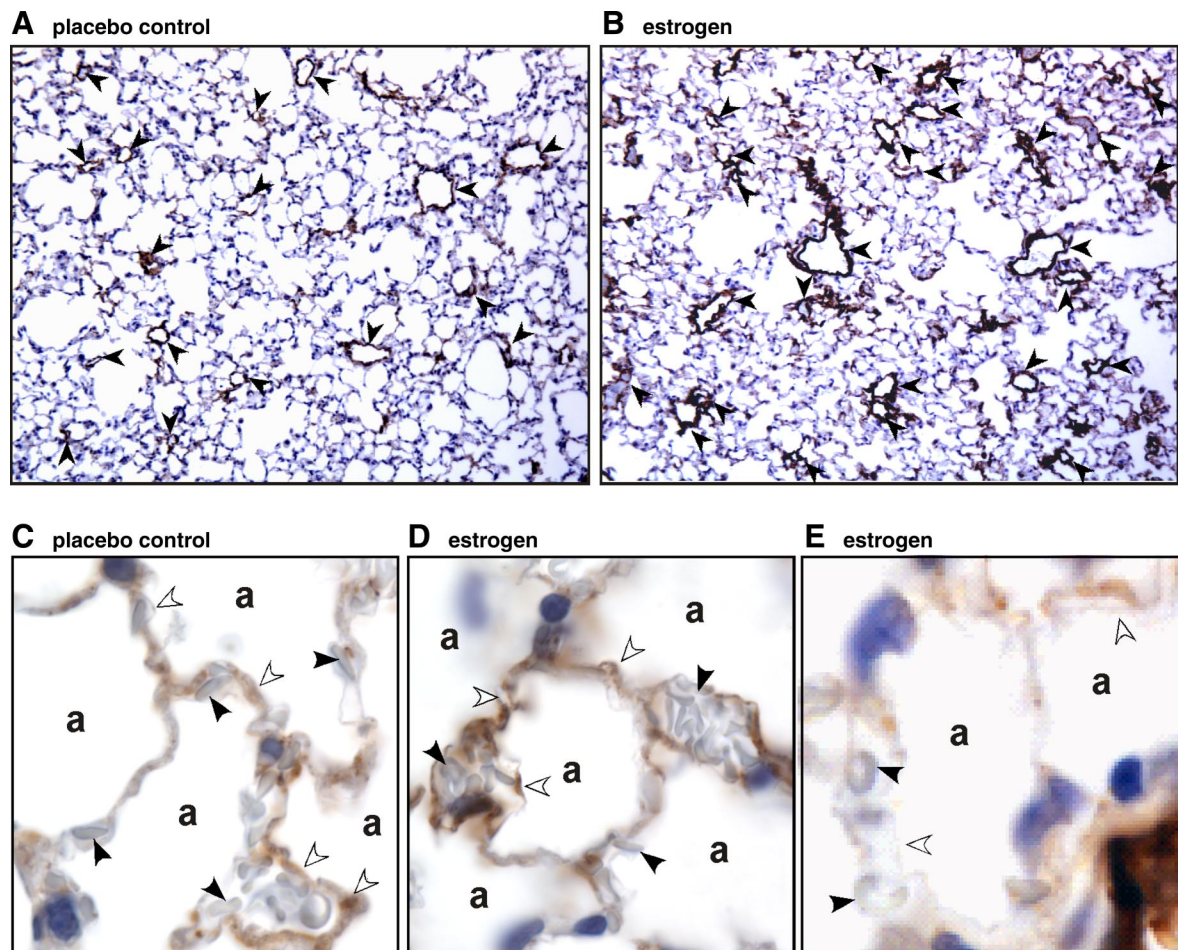 A placebo control
B estrogen
C placebo control
D estrogen
E estrogen
a
a
a
a
a
a
a
a
a
a
a